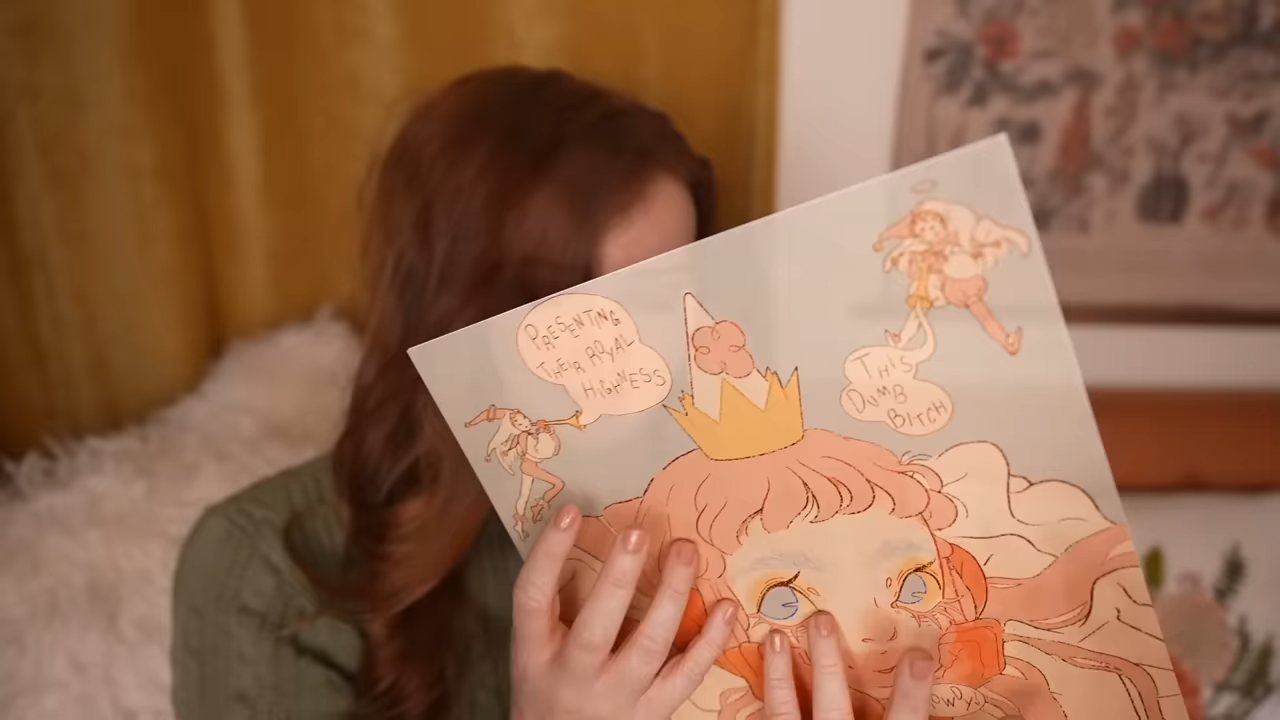 PRESENTING
THEIR ROYAL
HIGHNESS
THIS
DUMB
BITCH